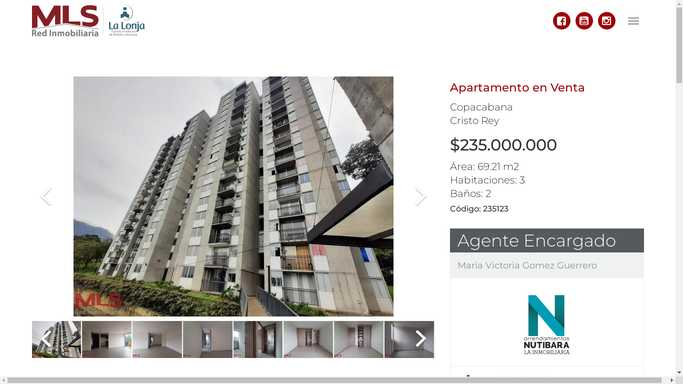 MLS
Red Inmobiliaria
La Lonja
Apartamento en Venta
Copacabana
Cristo Rey
$235.000.000
Área: 69.21 m2
Habitaciones: 3
Baños: 2
Código: 235123
Agente Encargado
Maria Victoria Gomez Guerrero
MLS
N
arrendamientos
NUTIBARA
LA INMOBILIARIA